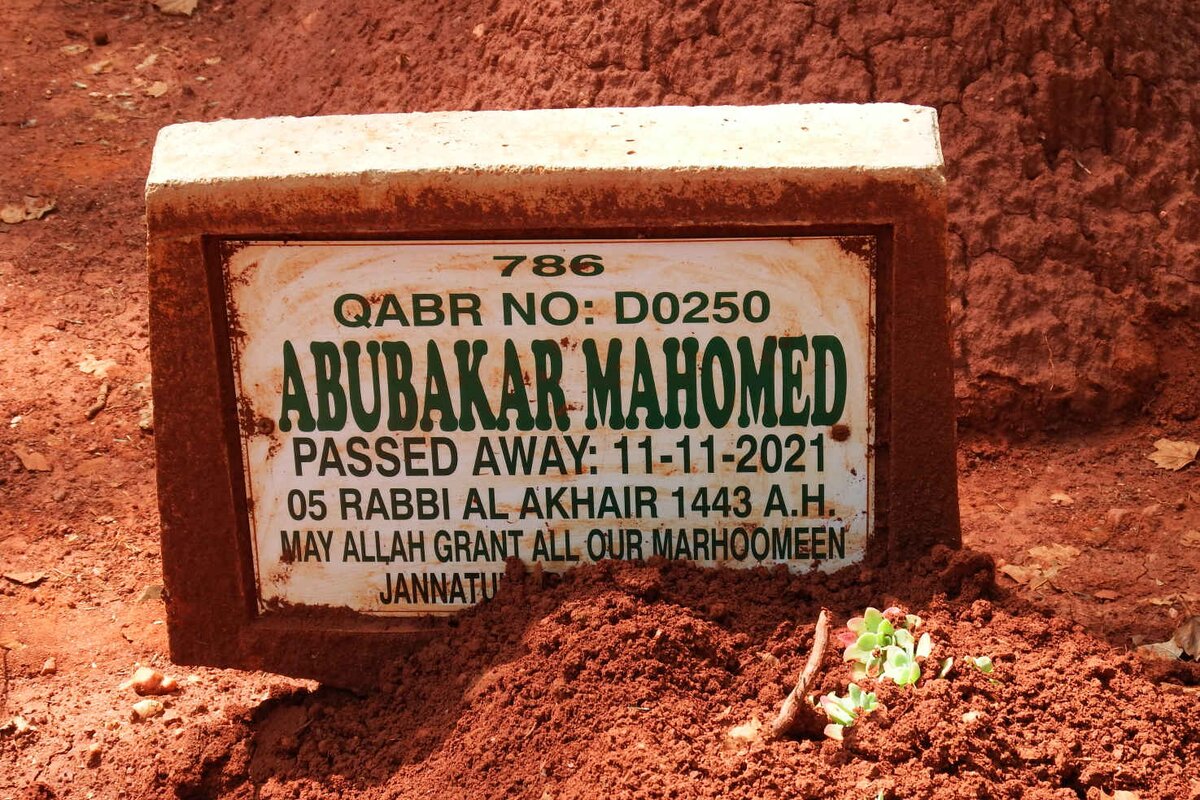 786
QABR NO: D0250
ABUBAKAR MAHOMED
PASSED AWAY: 11-11-2021
05 RABBI AL AKHAIR 1443 A.H.
MAY ALLAH GRANT ALL OUR MARHOOMEEN